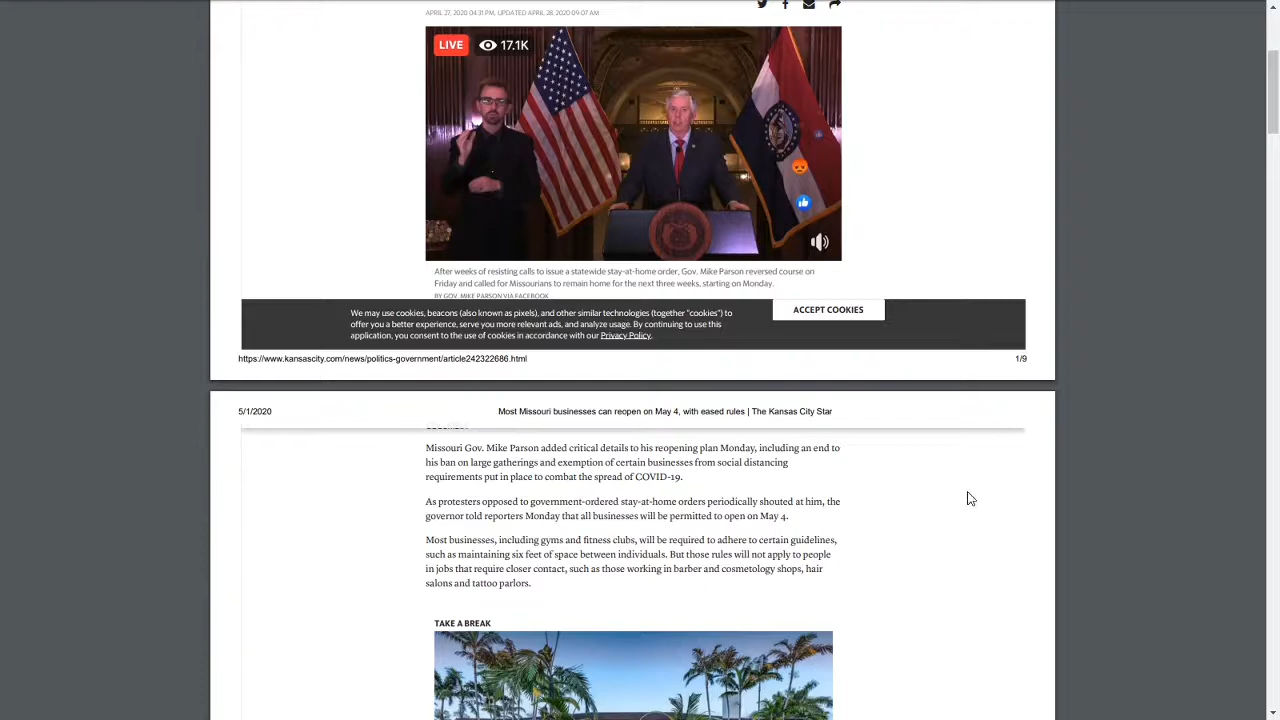 APRIL 27, 2020 04:31 PM, UPDATED APRIL 28, 2020 09:07 AM
LIVE 17.1K
After weeks of resisting calls to issue a statewide stay-at-home order, Gov. Mike Parson reversed course on
Friday and called for Missourians to remain home for the next three weeks, starting on Monday.
BY GOV. MIKE PARSON VIA FACEBOOK
We may use cookies, beacons (also known as pixels), and other similar technologies (together "cookies") to
offer you a better experience, serve you more relevant ads, and analyze usage. By continuing to use this
application, you consent to the use of cookies in accordance with our Privacy Policy.
ACCEPT COOKIES
https://www.kansascity.com/news/politics-government/article242322686.html
1/9
5/1/2020
Most Missouri businesses can reopen on May 4, with eased rules | The Kansas City Star
Missouri Gov. Mike Parson added critical details to his reopening plan Monday, including an end to
his ban on large gatherings and exemption of certain businesses from social distancing
requirements put in place to combat the spread of COVID-19.
As protesters opposed to government-ordered stay-at-home orders periodically shouted at him, the
governor told reporters Monday that all businesses will be permitted to open on May 4.
Most businesses, including gyms and fitness clubs, will be required to adhere to certain guidelines,
such as maintaining six feet of space between individuals. But those rules will not apply to people
in jobs that require closer contact, such as those working in barber and cosmetology shops, hair
salons and tattoo parlors.
TAKE A BREAK